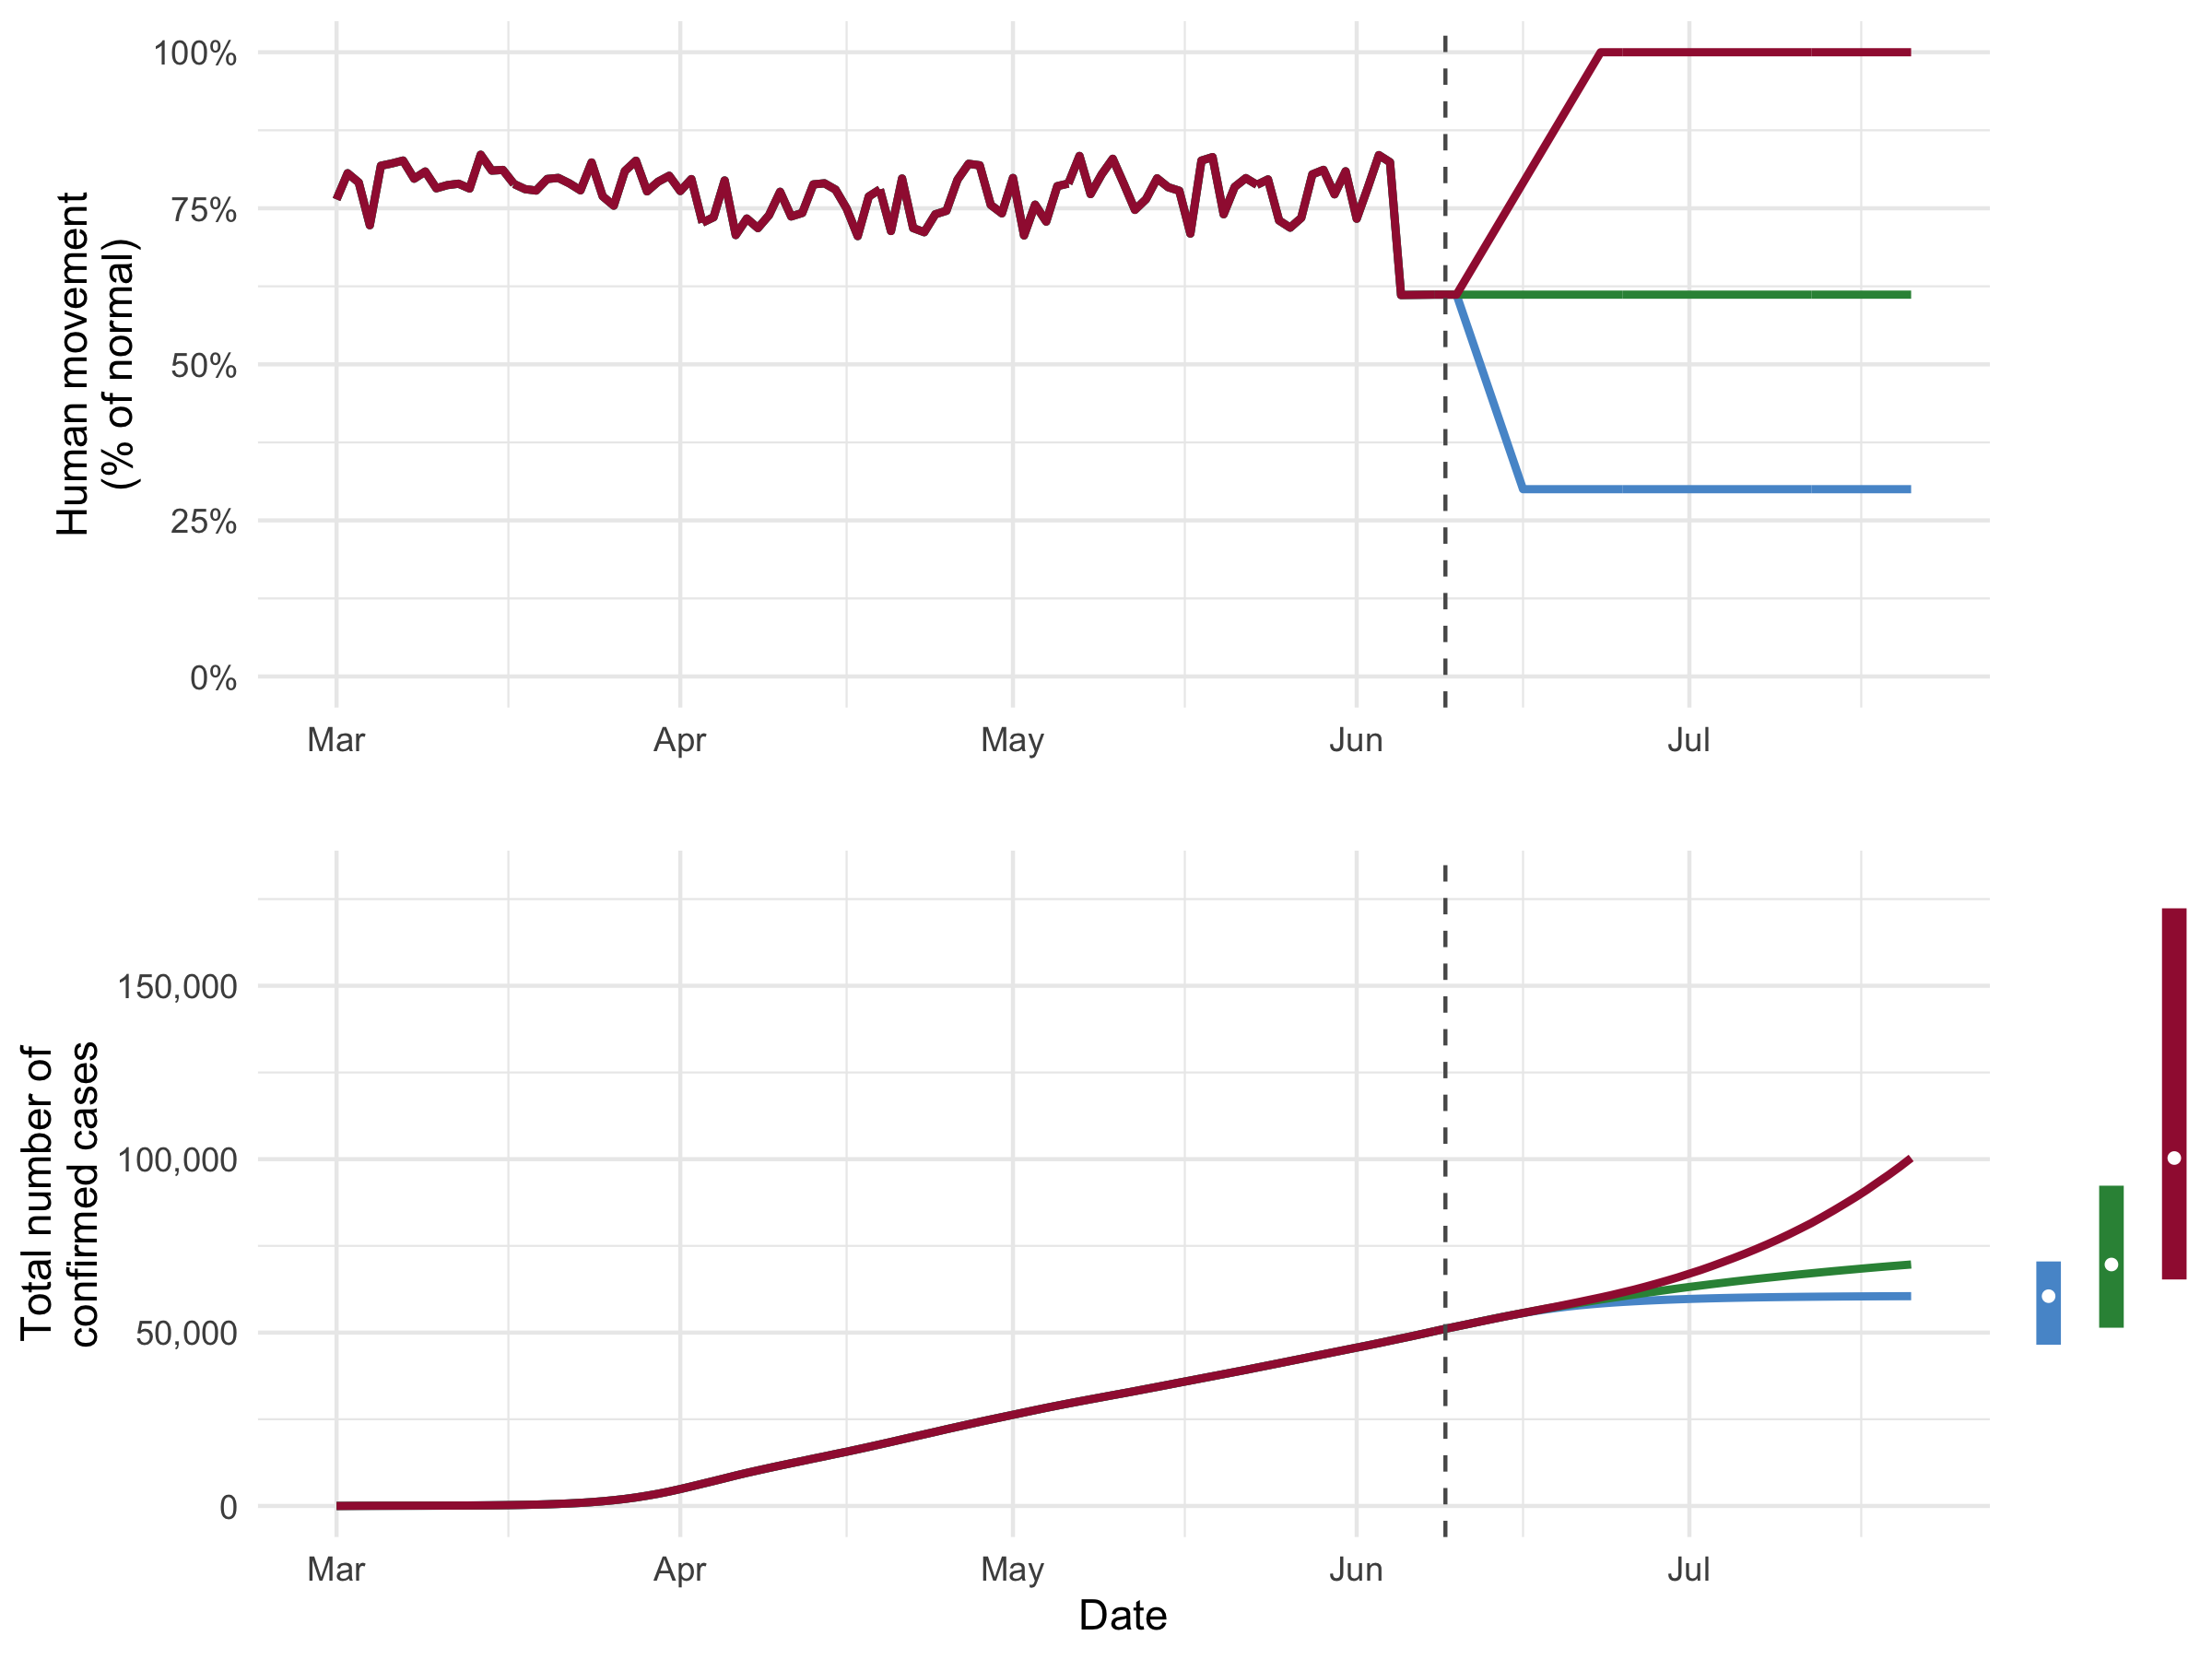 Human movement
(% of normal)
100%
75%
50%
25%
0%
Mar Apr May Jun Jul
Total number of
confirmed cases
150,000
100,000
50,000
0
Mar Apr May Jun Jul
Date